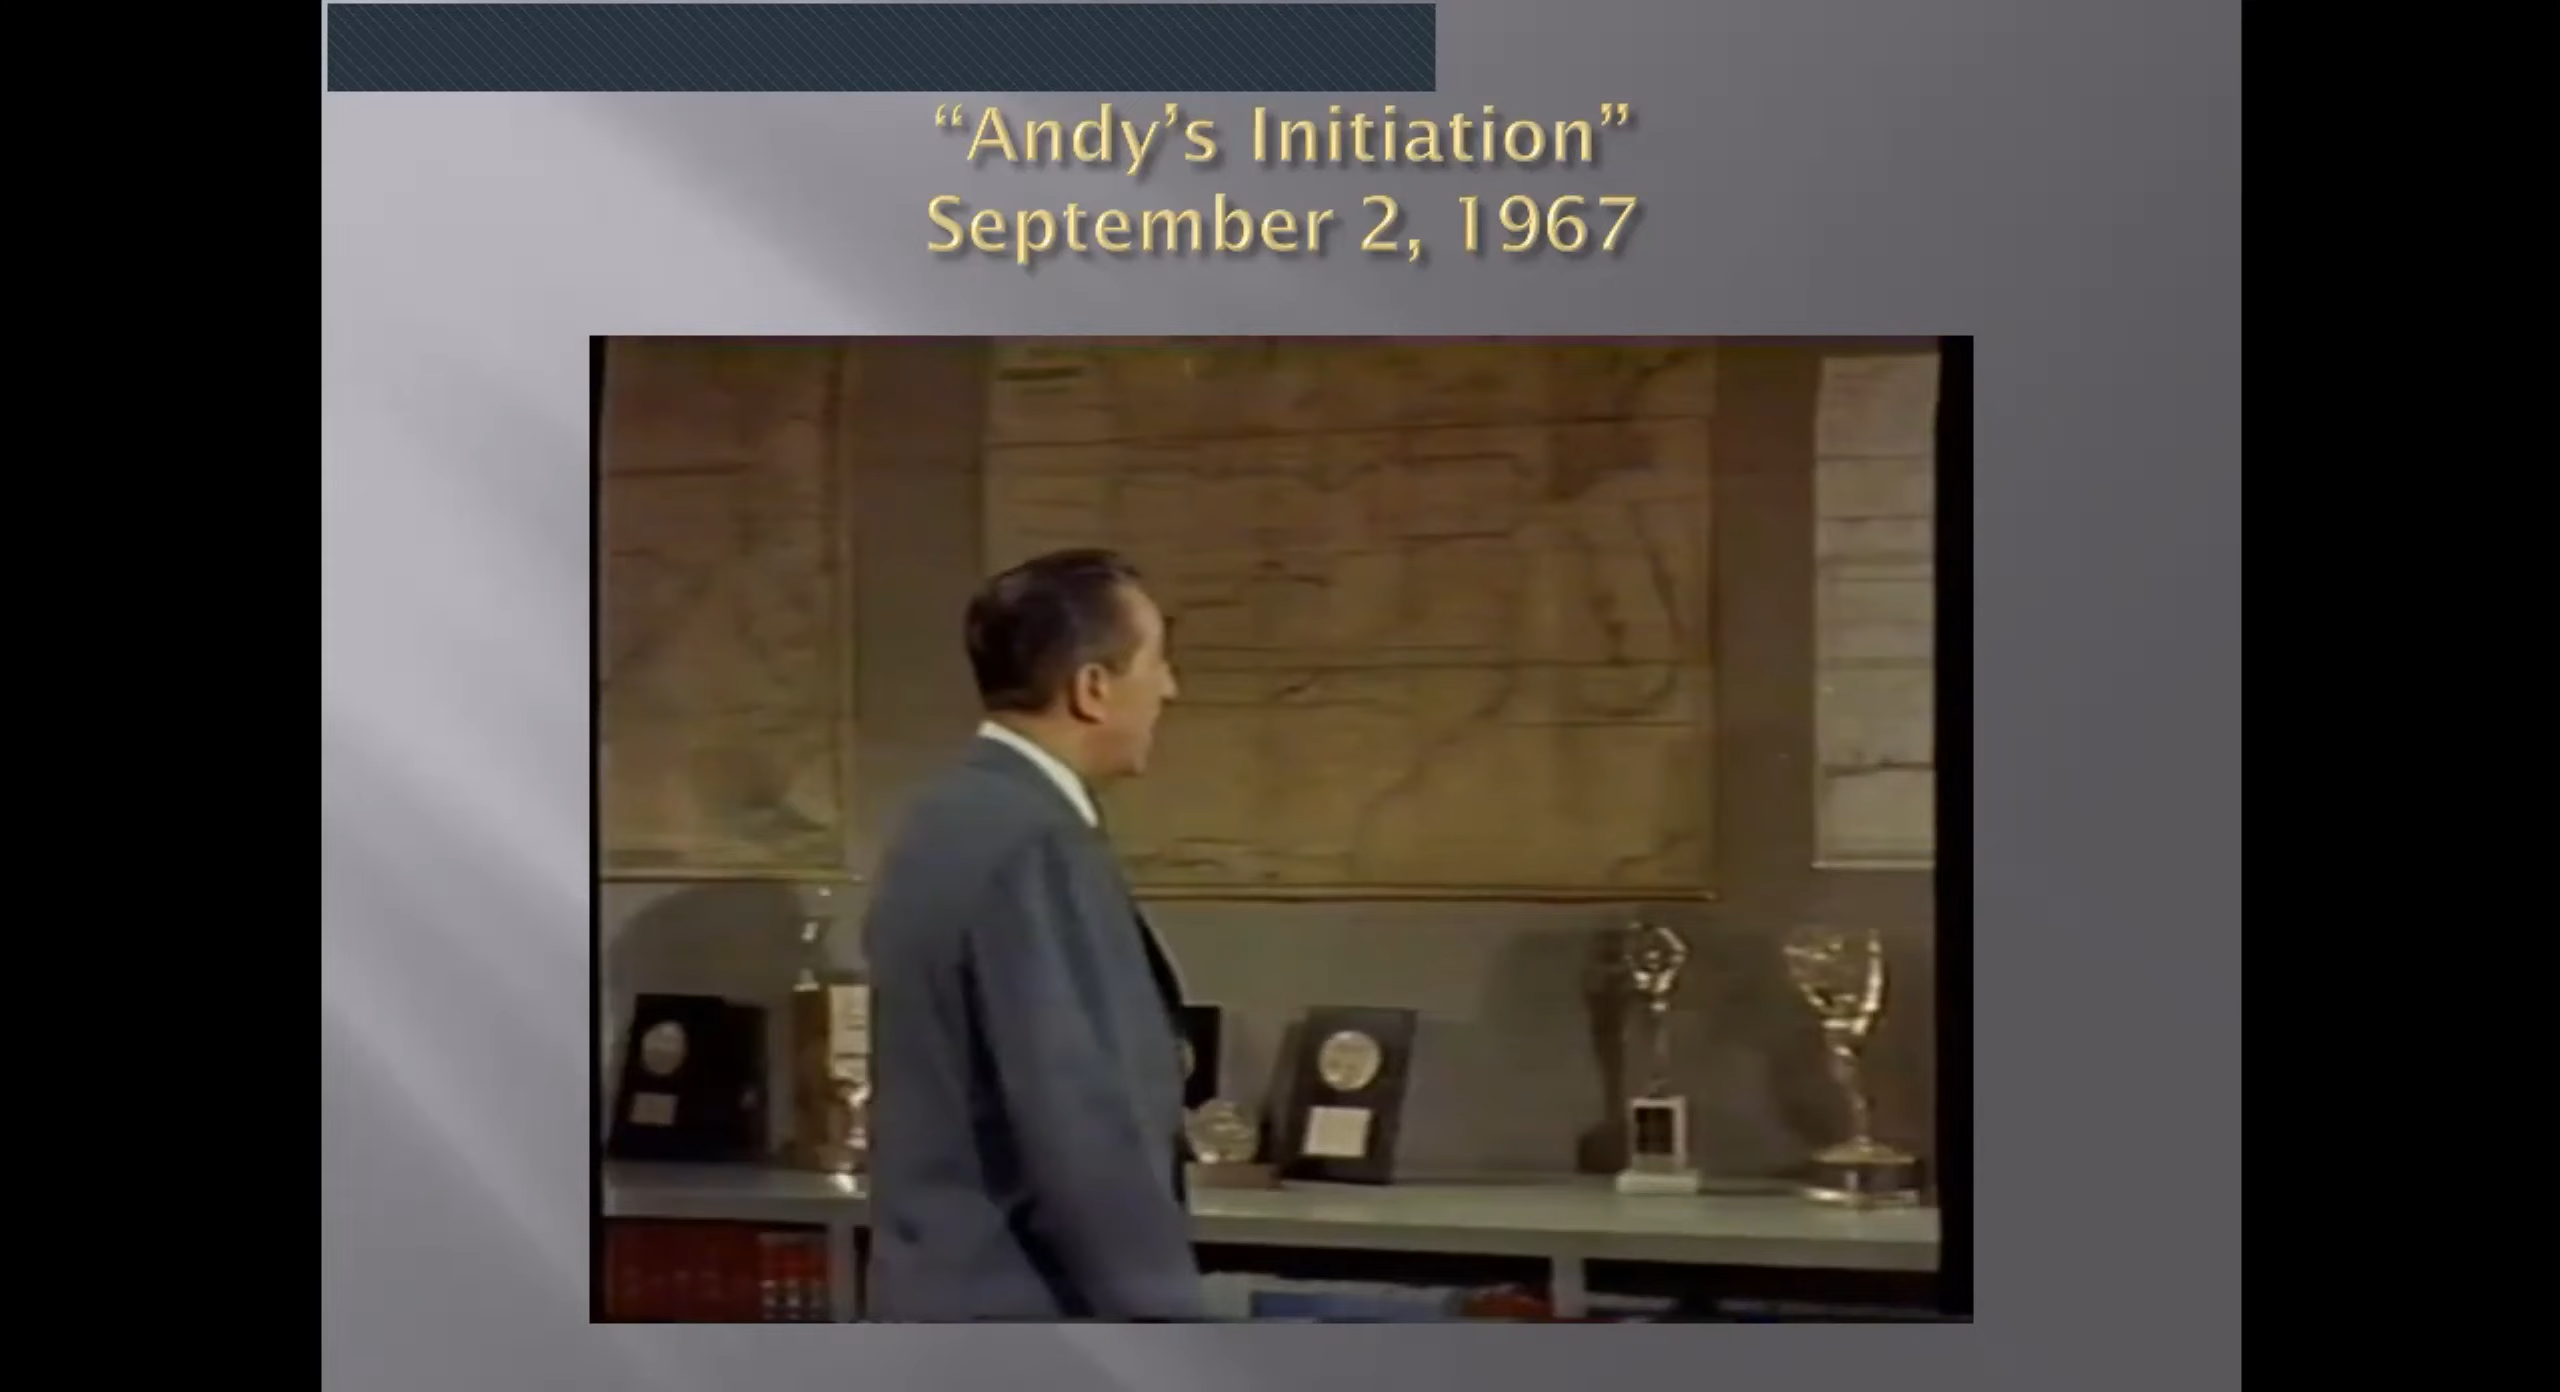 “Andy’s Initiation”
September 2, 1967